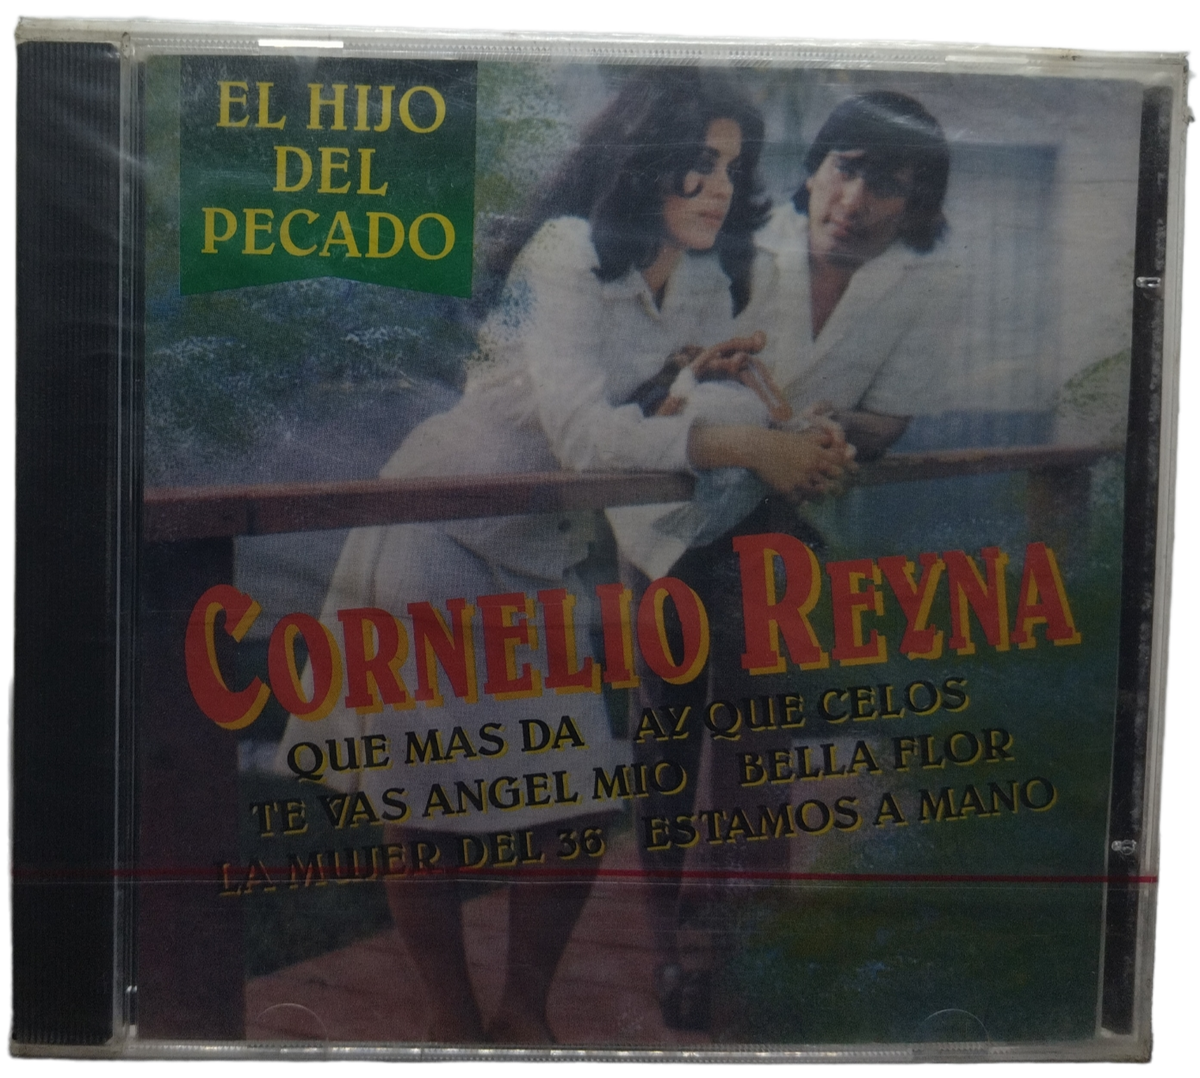 EL HIJO
DEL
PECADO
CORNELIO REYNA
QUE MAS DA AY QUE CELOS
TE VAS ANGEL MIO BELLA FLOR
LA MUJER DEL 36 ESTAMOS A MANO